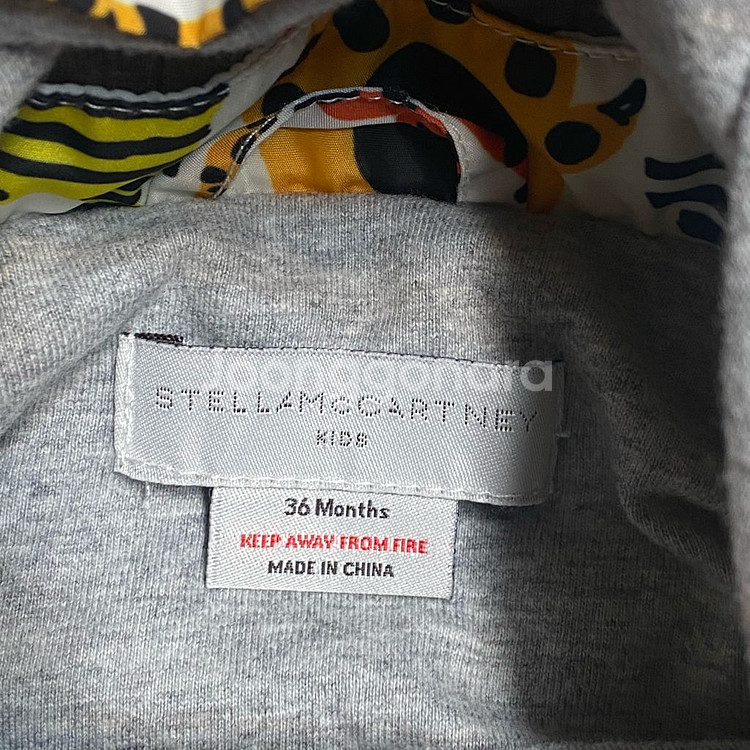 STELLA McCARTNEY
KIDS
36 Months
KEEP AWAY FROM FIRE
MADE IN CHINA